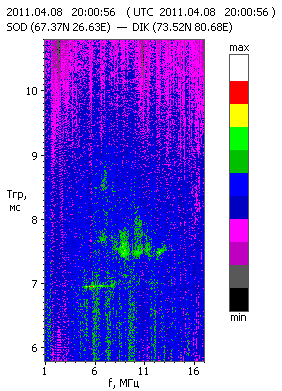 2011.04.08 20:00:56 (UTC 2011.04.08 20:00:56)
SOD (67.37N 26.63E) — DIK (73.52N 80.68E)
max
10
9
Tгр,
мс
8
7
6
min
1 6 11 16
f, МГц